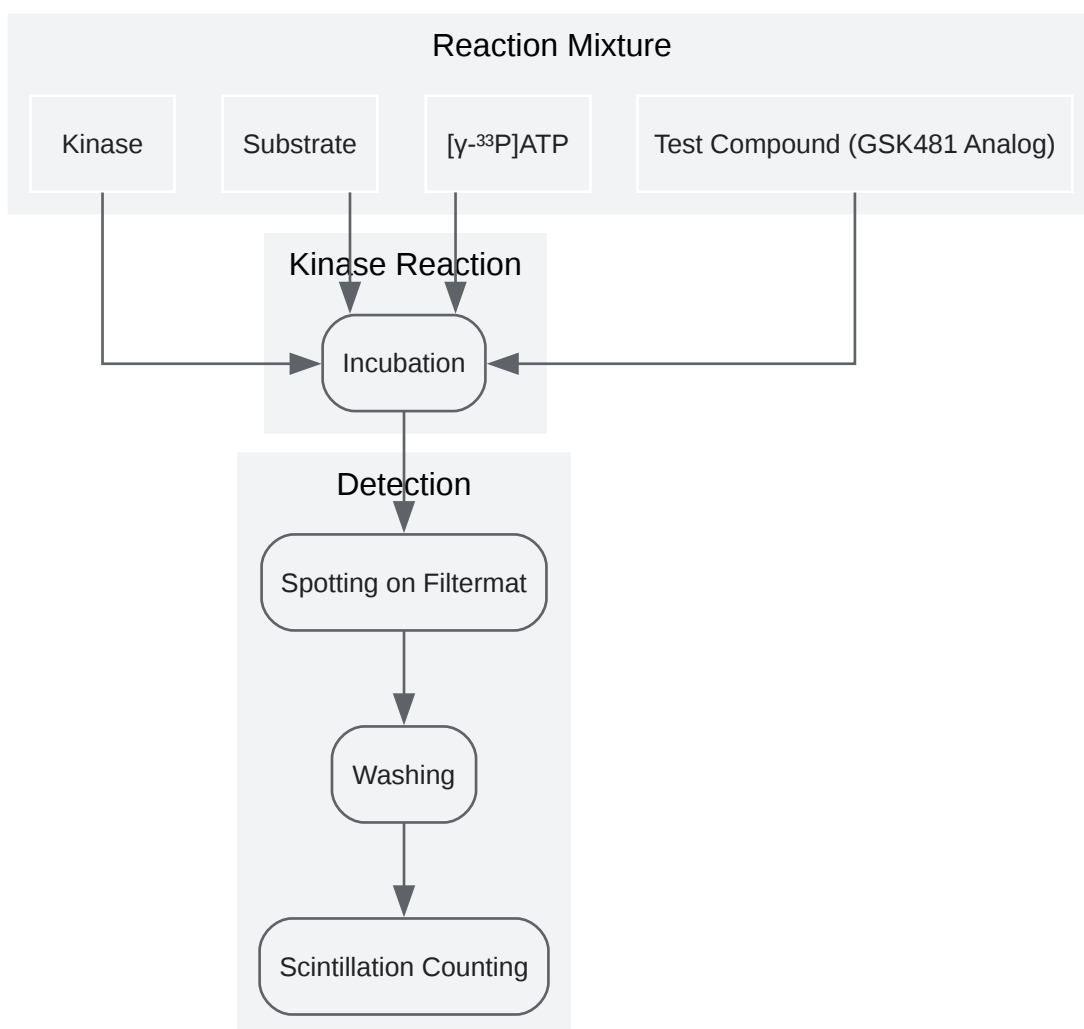 Reaction Mixture
Kinase
Substrate
[γ-³³P]ATP
Test Compound (GSK481 Analog)
Kinase Reaction
Incubation
Detection
Spotting on Filtermat
Washing
Scintillation Counting